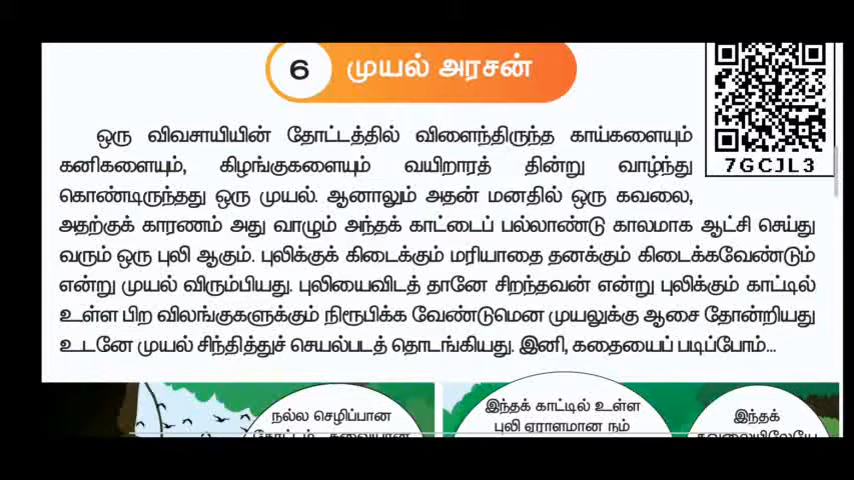 6 முயல் அரசன்
7GCJL3
ஒரு விவசாயியின் தோட்டத்தில் விளைந்திருந்த காய்களையும்
கனிகளையும், கிழங்குகளையும் வயிறாரத் தின்று வாழ்ந்து
கொண்டிருந்தது ஒரு முயல். ஆனாலும் அதன் மனதில் ஒரு கவலை,
அதற்குக் காரணம் அது வாழும் அந்தக் காட்டைப் பல்லாண்டு காலமாக ஆட்சி செய்து
வரும் ஒரு புலி ஆகும். புலிக்குக் கிடைக்கும் மரியாதை தனக்கும் கிடைக்கவேண்டும்
என்று முயல் விரும்பியது. புலியைவிடத் தானே சிறந்தவன் என்று புலிக்கும் காட்டில்
உள்ள பிற விலங்குகளுக்கும் நிரூபிக்க வேண்டுமென முயலுக்கு ஆசை தோன்றியது
உடனே முயல் சிந்தித்துச் செயல்படத் தொடங்கியது. இனி, கதையைப் படிப்போம்...
நல்ல செழிப்பான
இந்தக் காட்டில் உள்ள
புலி ஏராளமான நம்
இந்தக்